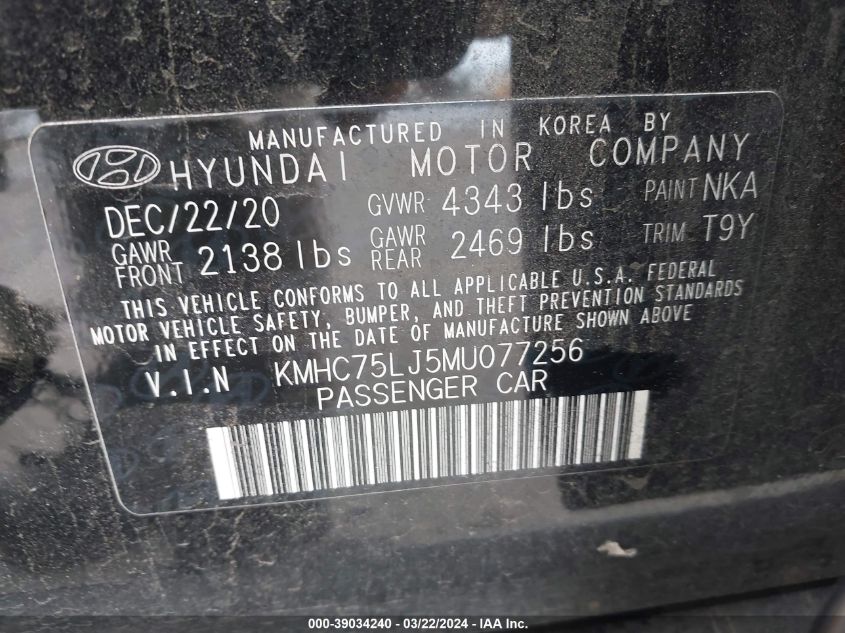 MANUFACTURED IN KOREA BY
HYUNDAI MOTOR COMPANY
DEC/22/20 GVWR 4343 lbs PAINT NKA
GAWR FRONT 2138 lbs GAWR REAR 2469 lbs TRIM T9Y
THIS VEHICLE CONFORMS TO ALL APPLICABLE U.S.A. FEDERAL
MOTOR VEHICLE SAFETY, BUMPER, AND THEFT PREVENTION STANDARDS
IN EFFECT ON THE DATE OF MANUFACTURE SHOWN ABOVE
V.I.N KMHC75LJ5MU077256
PASSENGER CAR
000-39034240 - 03/22/2024 - IAA Inc.